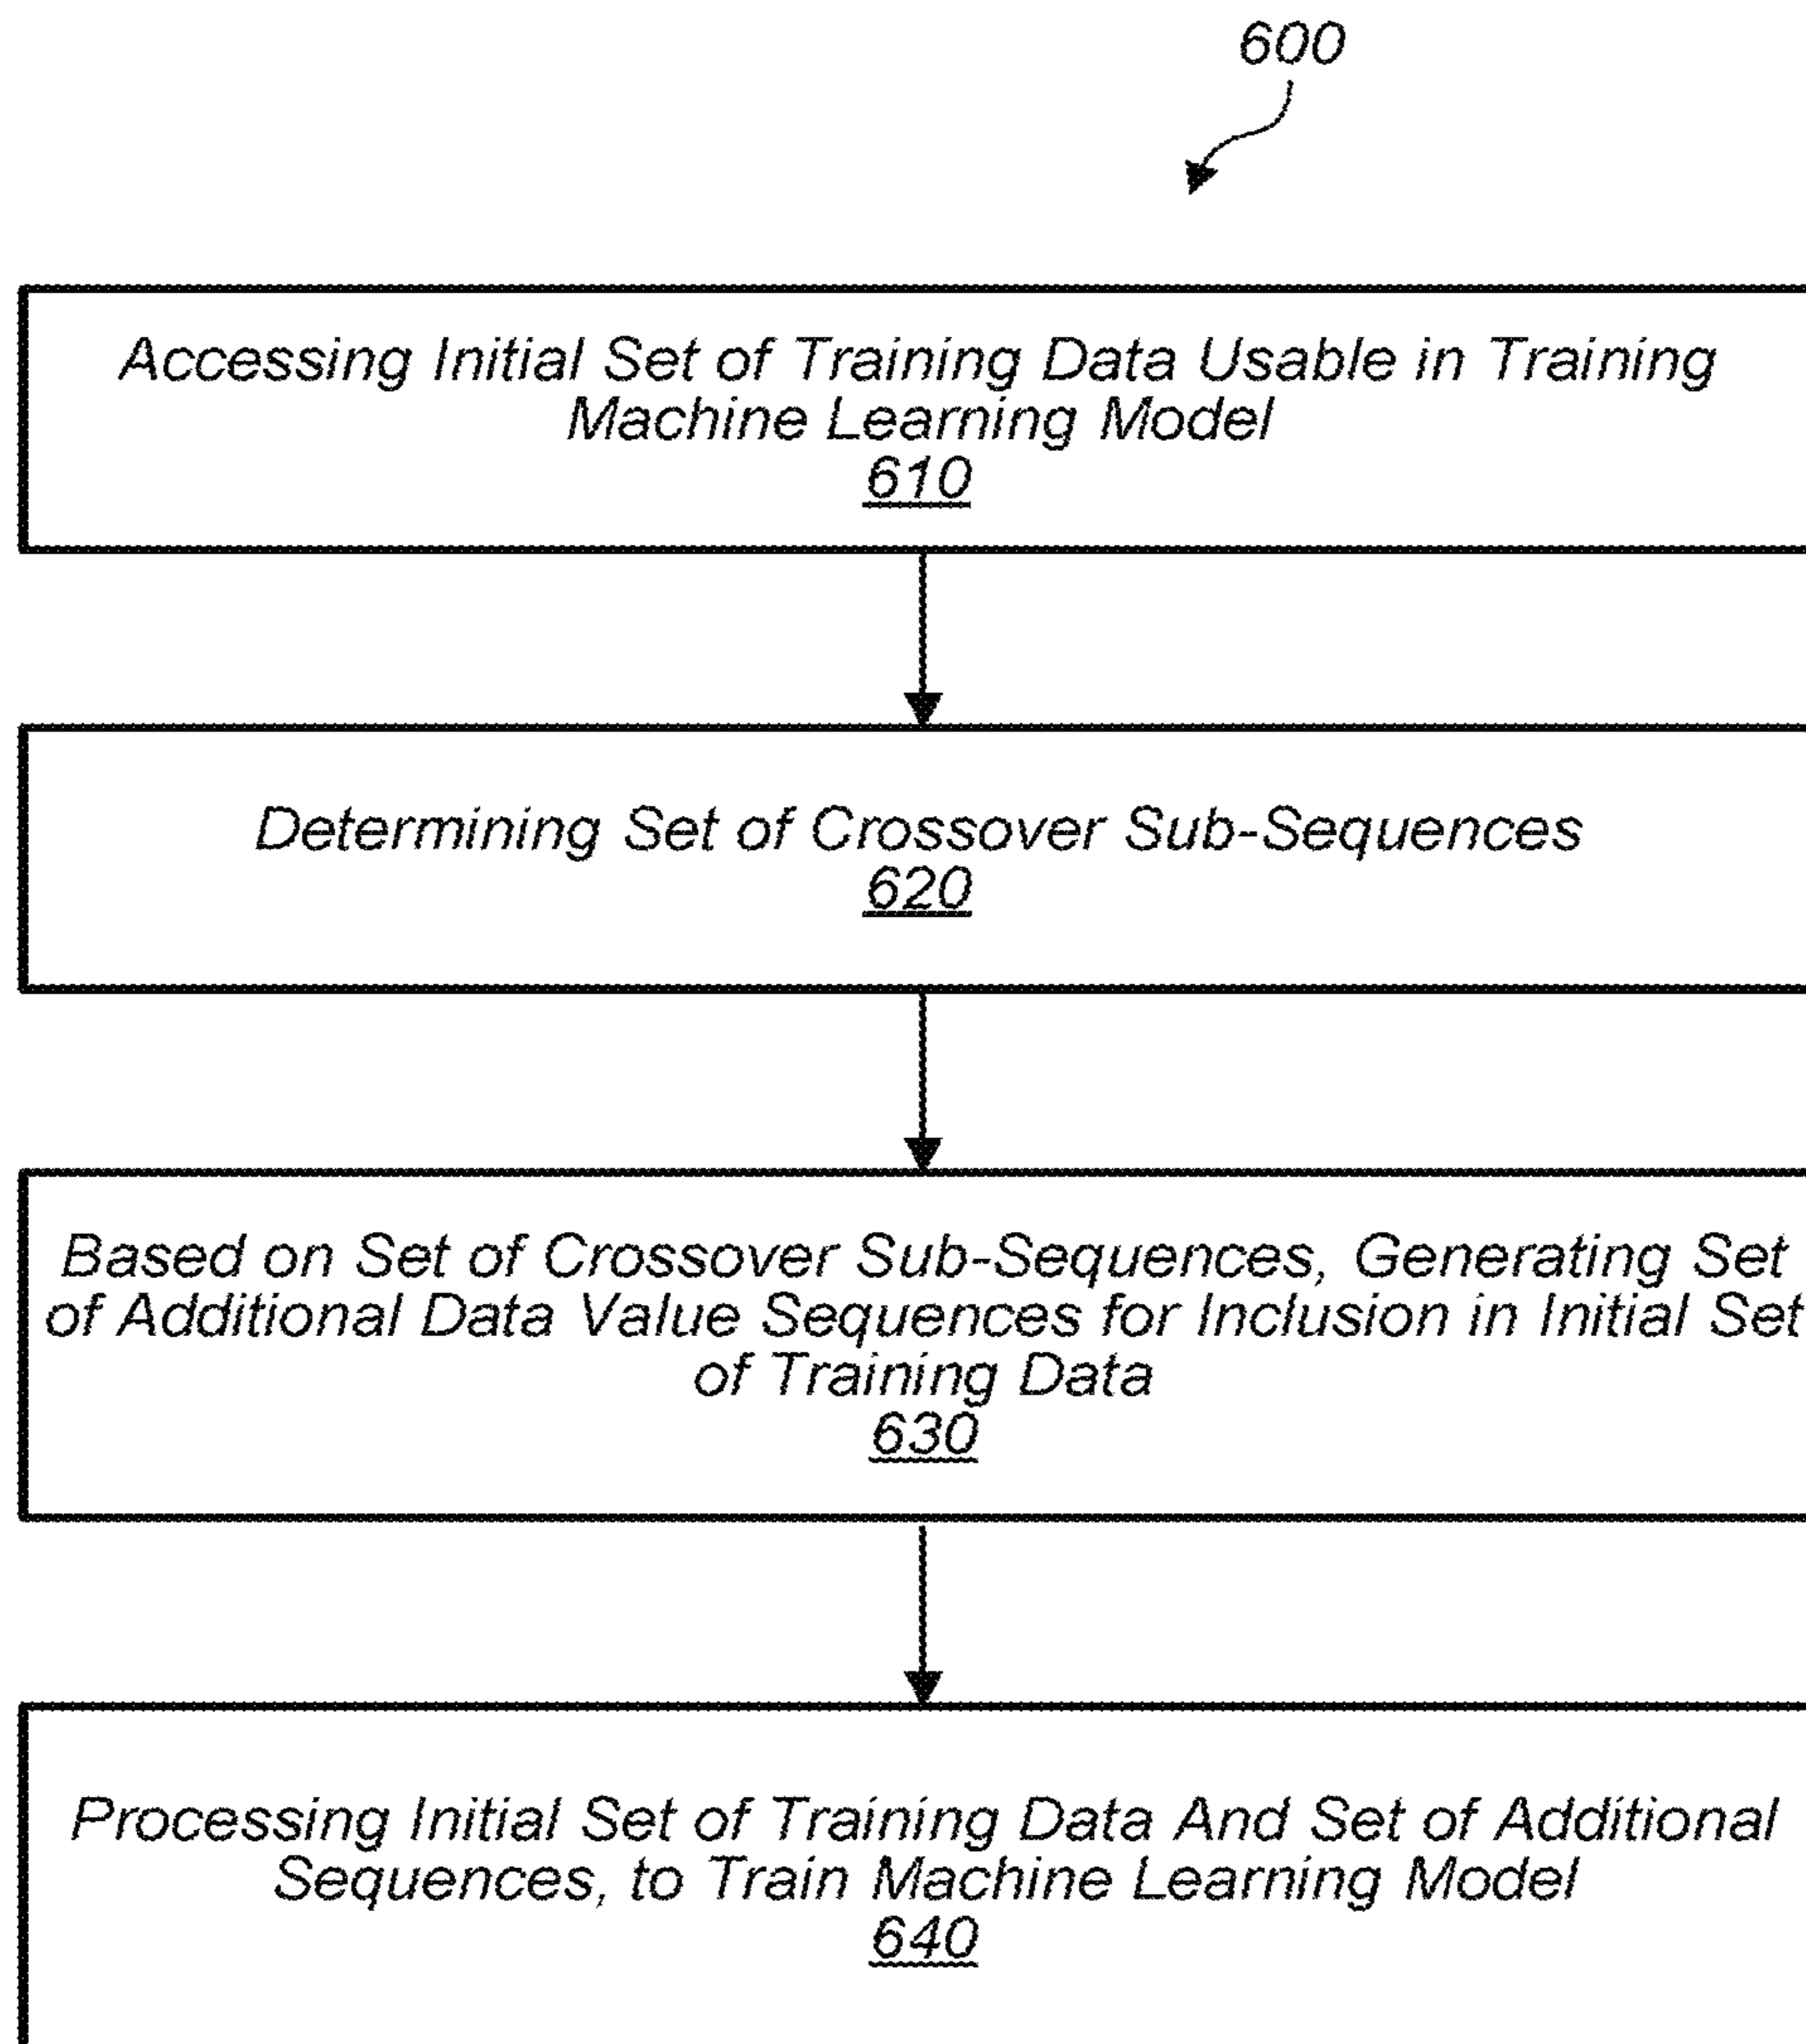 600
Accessing Initial Set of Training Data Usable in Training
Machine Learning Model
610
Determining Set of Crossover Sub-Sequences
620
Based on Set of Crossover Sub-Sequences, Generating Set
of Additional Data Value Sequences for Inclusion in Initial Set
of Training Data
630
Processing Initial Set of Training Data And Set of Additional
Sequences, to Train Machine Learning Model
640